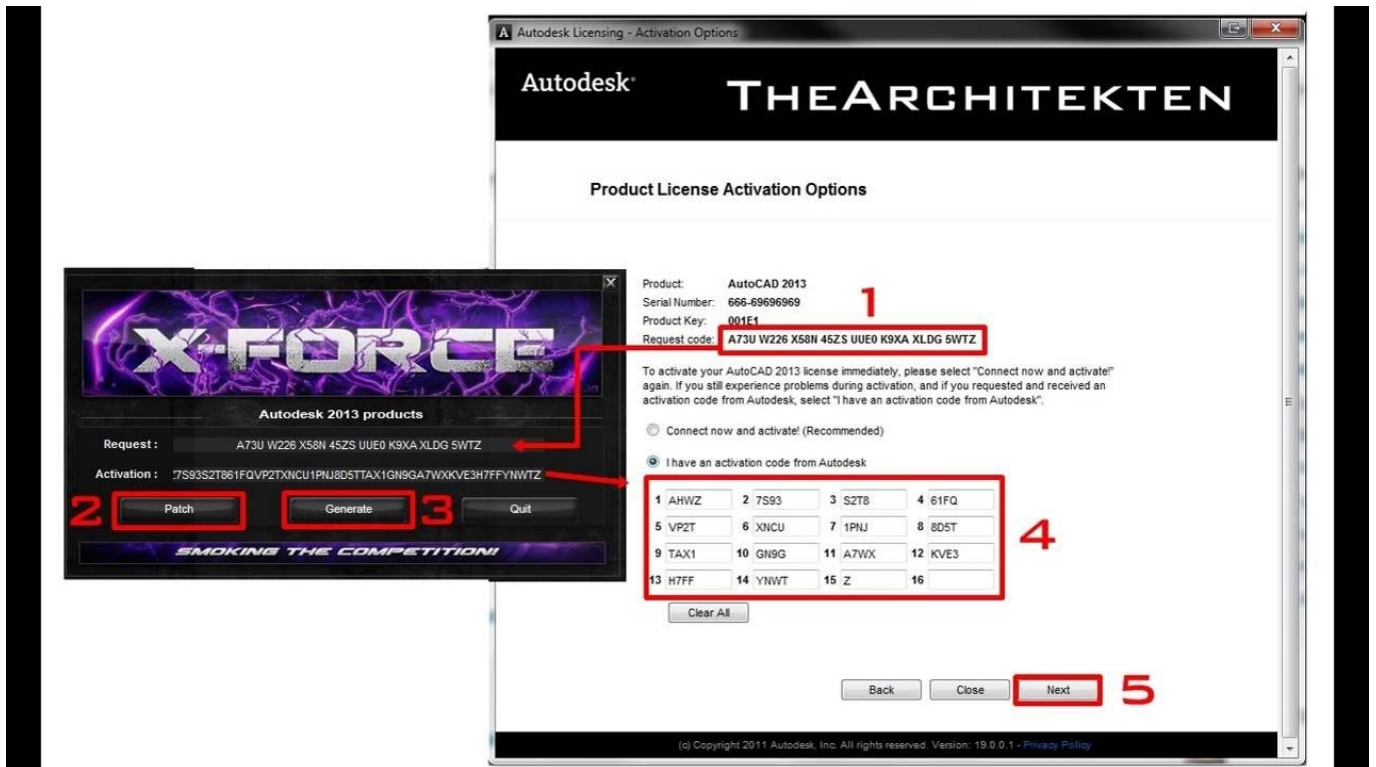 Autodesk Licensing - Activation Options
Autodesk
THEARCHITEKTEN
Product License Activation Options
Product: AutoCAD 2013
Serial Number: 666-69696969
Product Key: 001E1
1
Request code: A73U W226 X58N 45ZS UUE0 K9XA XLDG 5WTZ
To activate your AutoCAD 2013 license immediately, please select "Connect now and activate!"
again. If you still experience problems during activation, and if you requested and received an
activation code from Autodesk, select "I have an activation code from Autodesk".
Connect now and activate! (Recommended)
I have an activation code from Autodesk
1 AHWZ 2 7S93 3 S2T8 4 61FQ
5 VP2T 6 XNCU 7 1PNJ 8 8D5T
9 TAX1 10 GN9G 11 A7WX 12 KVE3
13 H7FF 14 YNWT 15 Z 16
4
Clear All
Back Close Next
5
(c) Copyright 2011 Autodesk, Inc. All rights reserved. Version: 19.0.0.1 - Privacy Policy
X-FORCE
Autodesk 2013 products
Request : A73U W226 X58N 45ZS UUE0 K9XA XLDG 5WTZ
Activation : 7S93S2T861FQVP2TXNCU1PNJ8D5TTAX1GN9GA7WXKVE3H7FFYNWTZ
2 Patch Generate 3 Quit
SMOKING THE COMPETITION!